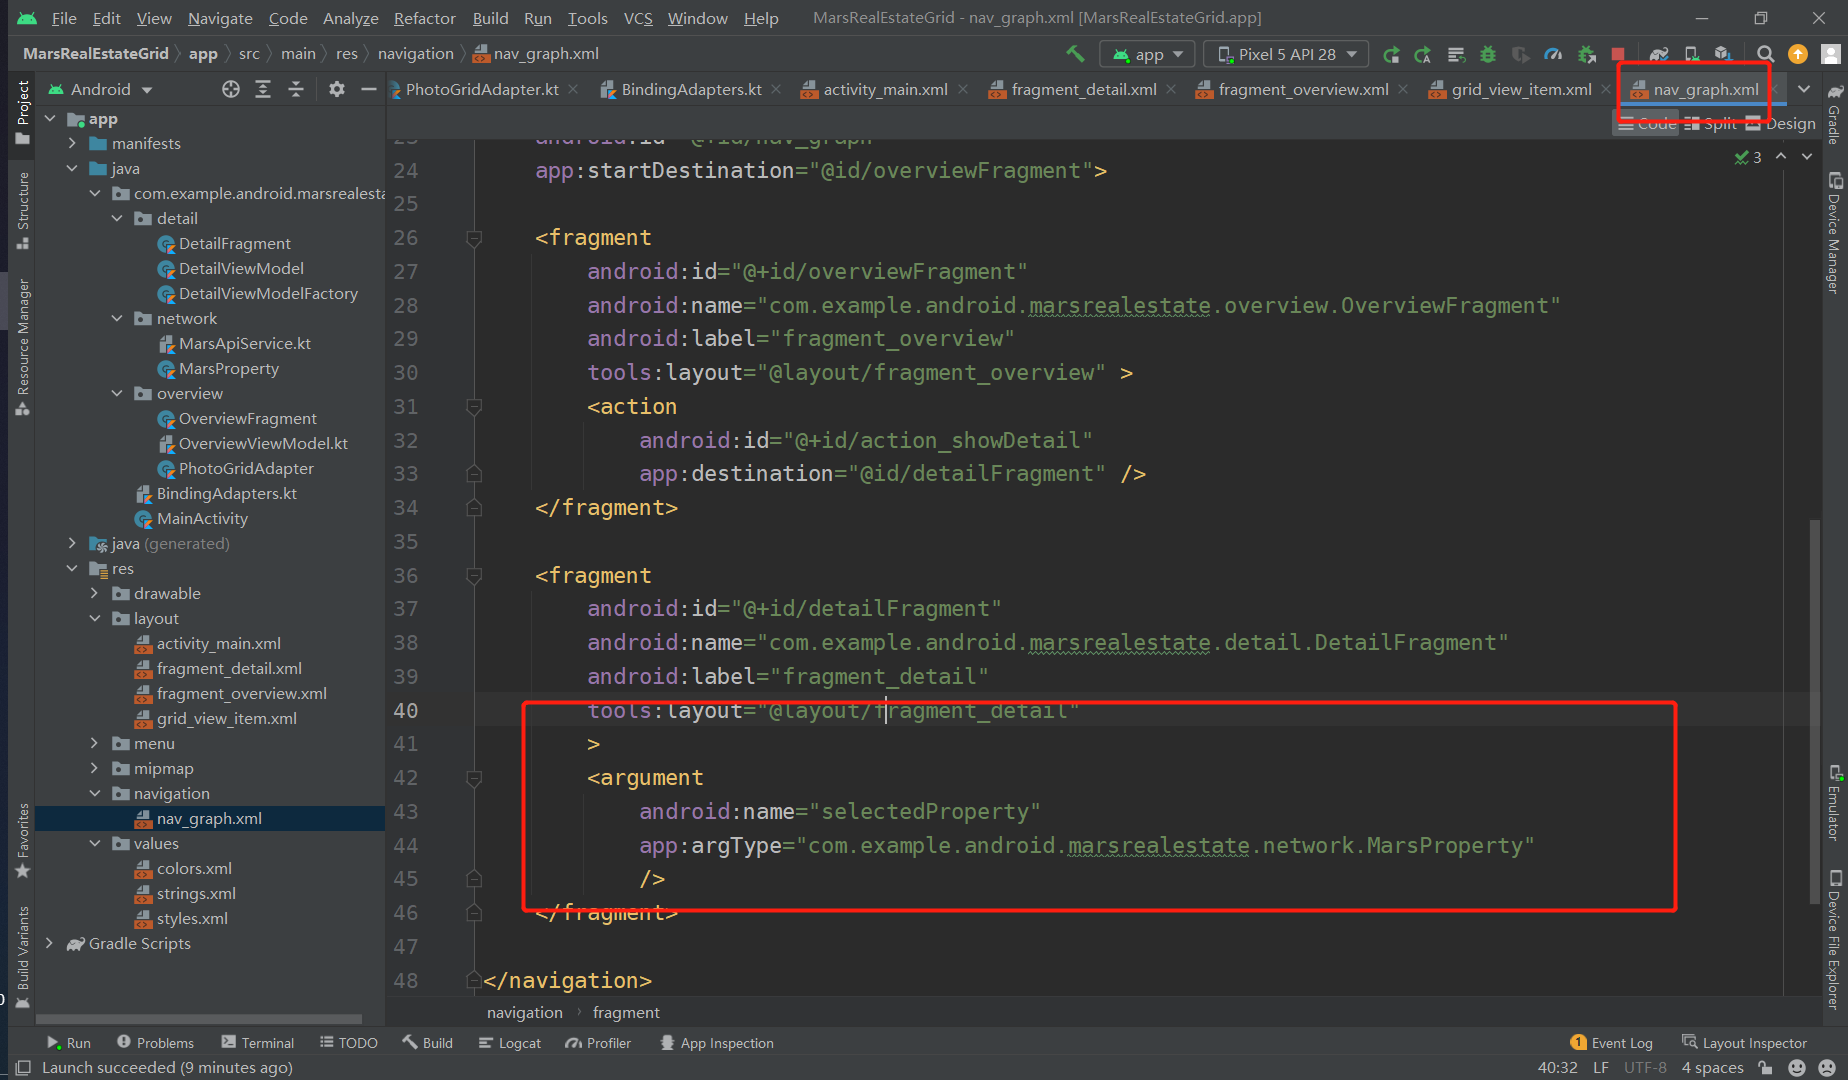 File Edit View Navigate Code Analyze Refactor Build Run Tools VCS Window Help MarsRealEstateGrid - nav_graph.xml [MarsRealEstateGrid.app]
MarsRealEstateGrid app src main res navigation nav_graph.xml app Pixel 5 API 28
Android
PhotoGridAdapter.kt BindingAdapters.kt activity_main.xml fragment_detail.xml fragment_overview.xml grid_view_item.xml nav_graph.xml
Code Split Design
3
Project
Structure
Resource Manager
Favorites
Build Variants
app
manifests
java
com.example.android.marsrealesta
detail
DetailFragment
DetailViewModel
DetailViewModelFactory
network
MarsApiService.kt
MarsProperty
overview
OverviewFragment
OverviewViewModel.kt
PhotoGridAdapter
BindingAdapters.kt
MainActivity
java (generated)
res
drawable
layout
activity_main.xml
fragment_detail.xml
fragment_overview.xml
grid_view_item.xml
menu
mipmap
navigation
nav_graph.xml
values
colors.xml
strings.xml
styles.xml
Gradle Scripts
23 android:id="@+id/nav_graph"
24 app:startDestination="@id/overviewFragment">
25
26 <fragment
27 android:id="@+id/overviewFragment"
28 android:name="com.example.android.marsrealestate.overview.OverviewFragment"
29 android:label="fragment_overview"
30 tools:layout="@layout/fragment_overview" >
31 <action
32 android:id="@+id/action_showDetail"
33 app:destination="@id/detailFragment" />
34 </fragment>
35
36 <fragment
37 android:id="@+id/detailFragment"
38 android:name="com.example.android.marsrealestate.detail.DetailFragment"
39 android:label="fragment_detail"
40 tools:layout="@layout/fragment_detail"
41 >
42 <argument
43 android:name="selectedProperty"
44 app:argType="com.example.android.marsrealestate.network.MarsProperty"
45 />
46 </fragment>
47
48 </navigation>
navigation fragment
Gradle
Device Manager
Emulator
Device File Explorer
Run Problems Terminal TODO Build Logcat Profiler App Inspection 1 Event Log Layout Inspector
Launch succeeded (9 minutes ago) 40:32 LF UTF-8 4 spaces